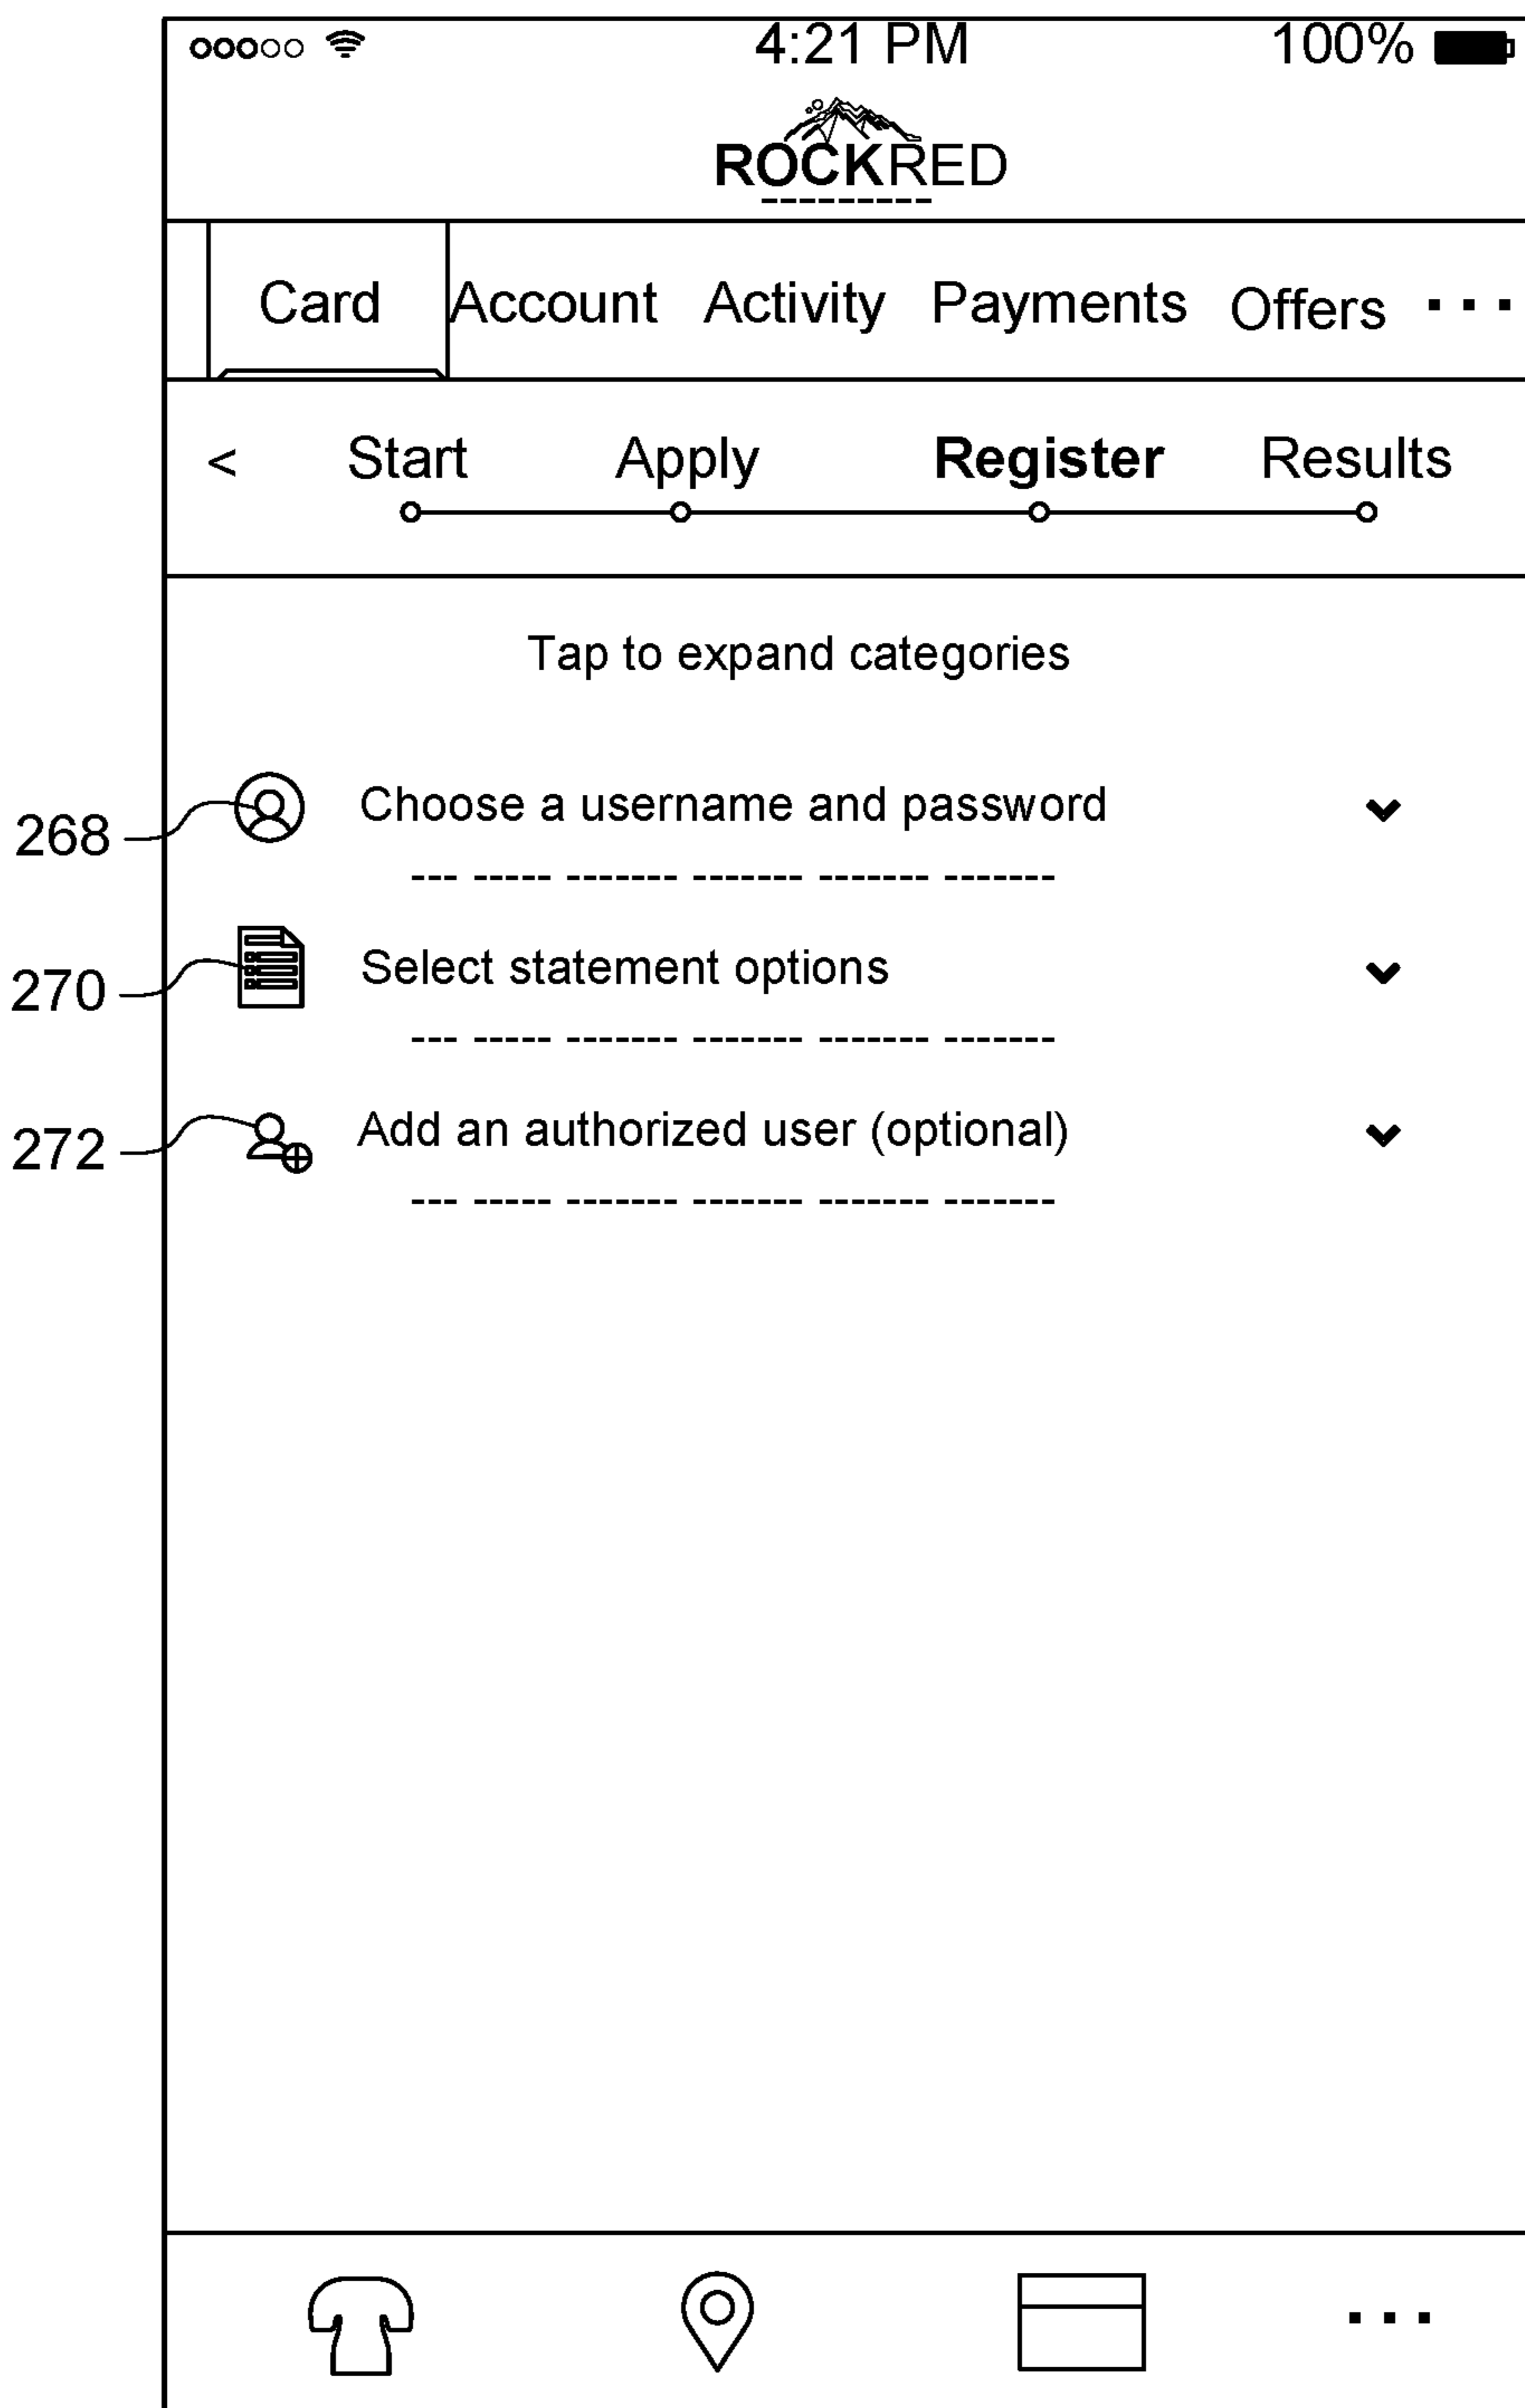 4:21 PM 100%
ROCKRED
Card Account Activity Payments Offers ...
< Start Apply Register Results
Tap to expand categories
268 Choose a username and password
270 Select statement options
272 Add an authorized user (optional)
...